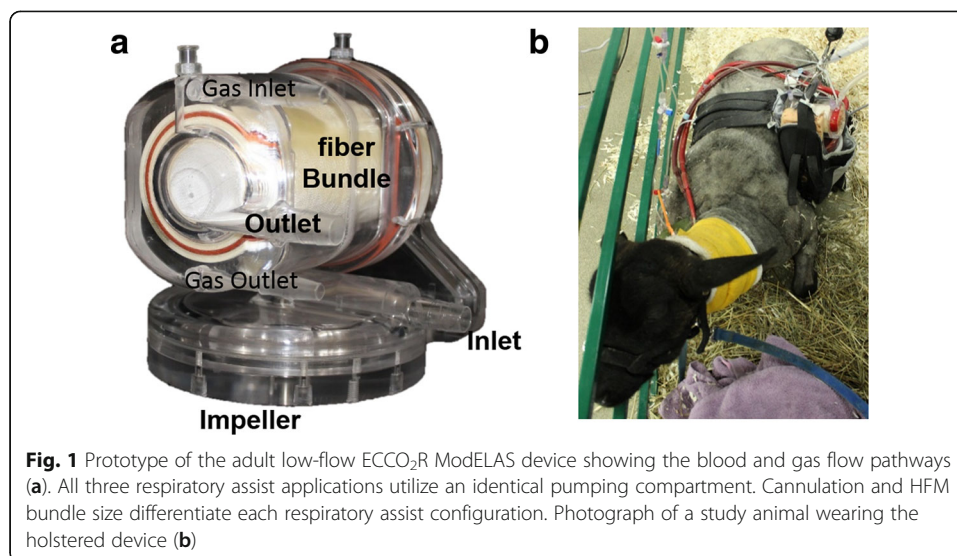 a
b
Gas Inlet
fiber
Bundle
Outlet
Gas Outlet
Inlet
Impeller
Fig. 1 Prototype of the adult low-flow ECCO₂R ModELAS device showing the blood and gas flow pathways
(a). All three respiratory assist applications utilize an identical pumping compartment. Cannulation and HFM
bundle size differentiate each respiratory assist configuration. Photograph of a study animal wearing the
holstered device (b)